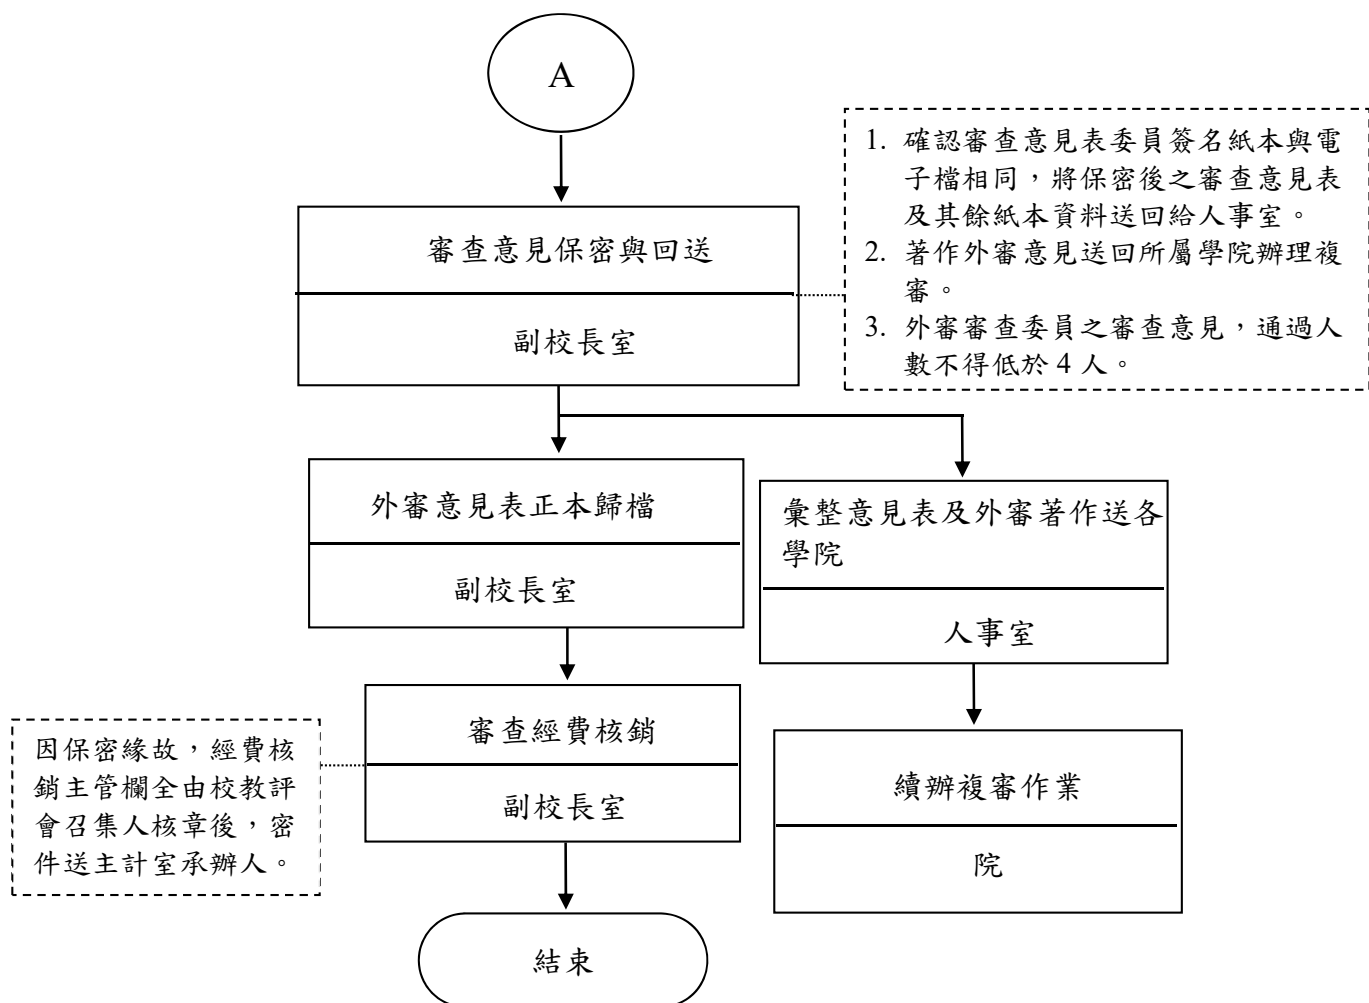 A
1. 確認審查意見表委員簽名紙本與電
子檔相同，將保密後之審查意見表
及其餘紙本資料送回給人事室。
2. 著作外審意見送回所屬學院辦理複
審。
3. 外審審查委員之審查意見，通過人
數不得低於 4 人。
審查意見保密與回送
副校長室
外審意見表正本歸檔
副校長室
彙整意見表及外審著作送各
學院
人事室
因保密緣故，經費核
銷主管欄全由校教評
會召集人核章後，密
件送主計室承辦人。
審查經費核銷
副校長室
續辦複審作業
院
結束